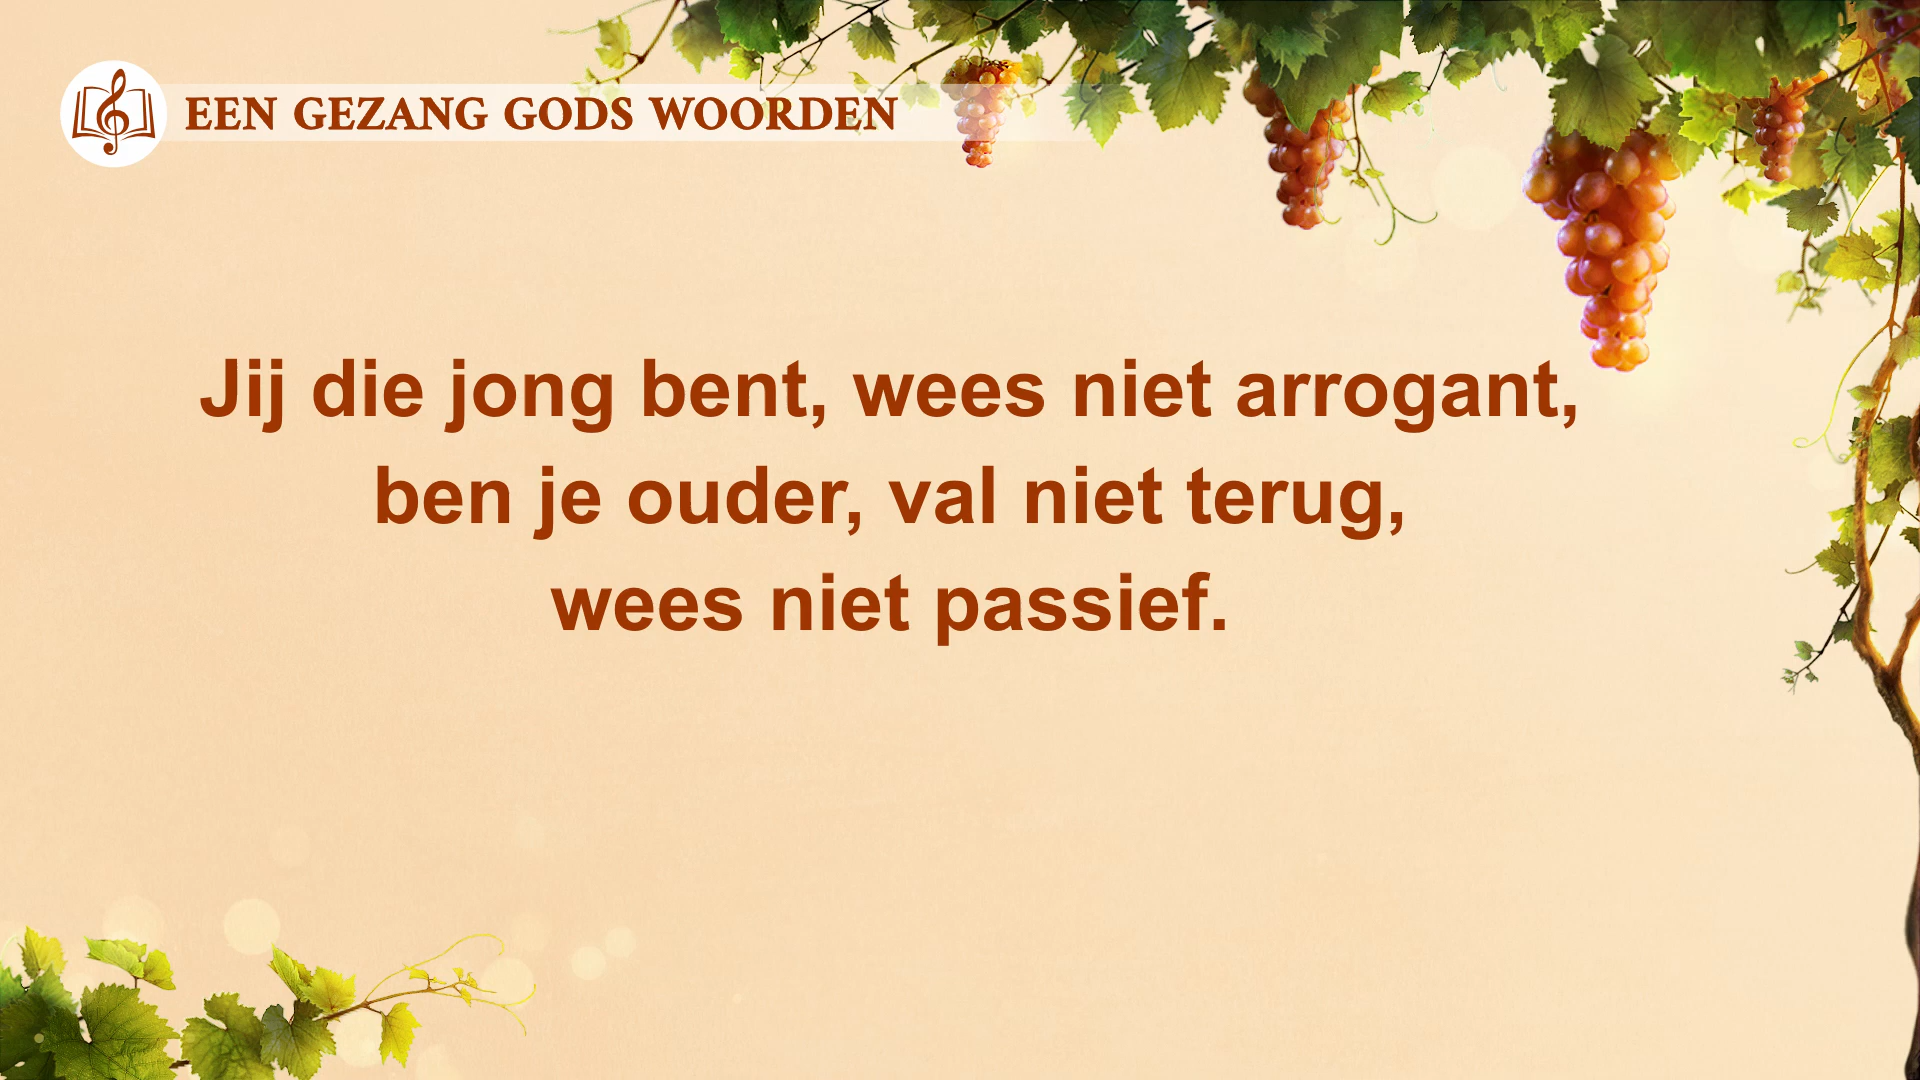 EEN GEZANG GODS WOORDEN
Jij die jong bent, wees niet arrogant,
ben je ouder, val niet terug,
wees niet passief.